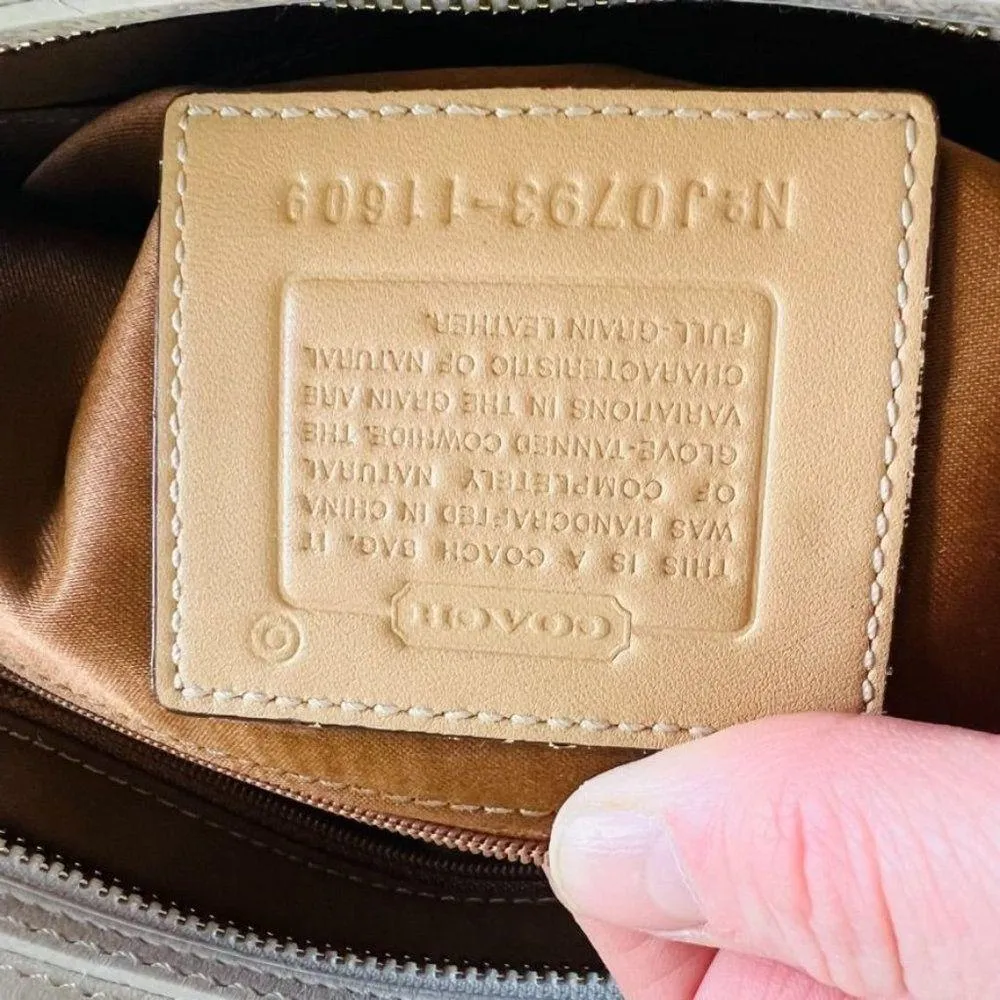 COACH
THIS IS A COACH BAG. IT
WAS HANDCRAFTED IN CHINA
OF COMPLETELY NATURAL
GLOVE-TANNED COWHIDE. THE
VARIATIONS IN THE GRAIN ARE
CHARACTERISTIC OF NATURAL
FULL-GRAIN LEATHER.
Nº J0793-11609